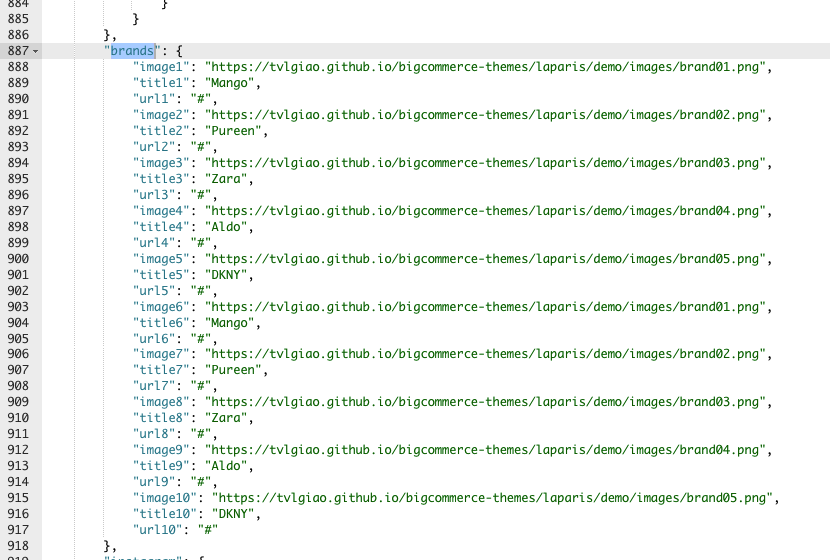 884 }
885 }
886 },
887 "brands": {
888 "image1": "https://tvlgiao.github.io/bigcommerce-themes/laparis/demo/images/brand01.png",
889 "title1": "Mango",
890 "url1": "#",
891 "image2": "https://tvlgiao.github.io/bigcommerce-themes/laparis/demo/images/brand02.png",
892 "title2": "Pureen",
893 "url2": "#",
894 "image3": "https://tvlgiao.github.io/bigcommerce-themes/laparis/demo/images/brand03.png",
895 "title3": "Zara",
896 "url3": "#",
897 "image4": "https://tvlgiao.github.io/bigcommerce-themes/laparis/demo/images/brand04.png",
898 "title4": "Aldo",
899 "url4": "#",
900 "image5": "https://tvlgiao.github.io/bigcommerce-themes/laparis/demo/images/brand05.png",
901 "title5": "DKNY",
902 "url5": "#",
903 "image6": "https://tvlgiao.github.io/bigcommerce-themes/laparis/demo/images/brand01.png",
904 "title6": "Mango",
905 "url6": "#",
906 "image7": "https://tvlgiao.github.io/bigcommerce-themes/laparis/demo/images/brand02.png",
907 "title7": "Pureen",
908 "url7": "#",
909 "image8": "https://tvlgiao.github.io/bigcommerce-themes/laparis/demo/images/brand03.png",
910 "title8": "Zara",
911 "url8": "#",
912 "image9": "https://tvlgiao.github.io/bigcommerce-themes/laparis/demo/images/brand04.png",
913 "title9": "Aldo",
914 "url9": "#",
915 "image10": "https://tvlgiao.github.io/bigcommerce-themes/laparis/demo/images/brand05.png",
916 "title10": "DKNY",
917 "url10": "#"
918 },